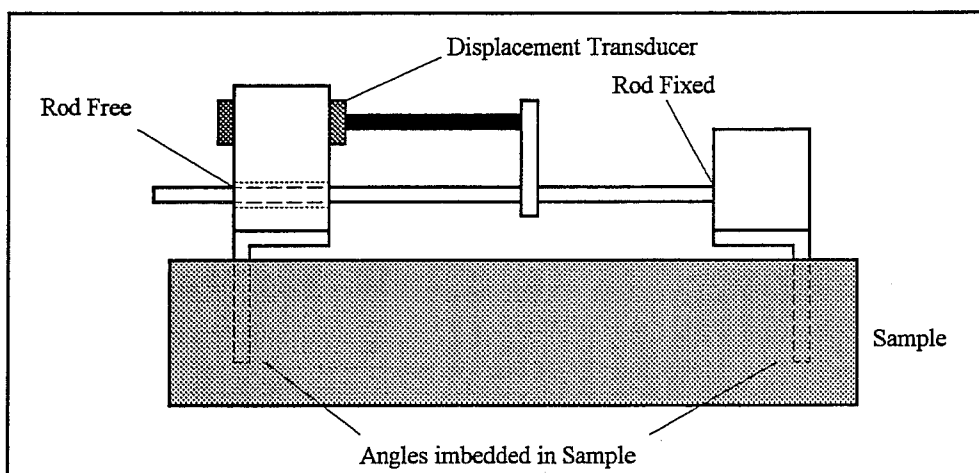 Displacement Transducer
Rod Free
Rod Fixed
Sample
Angles imbedded in Sample